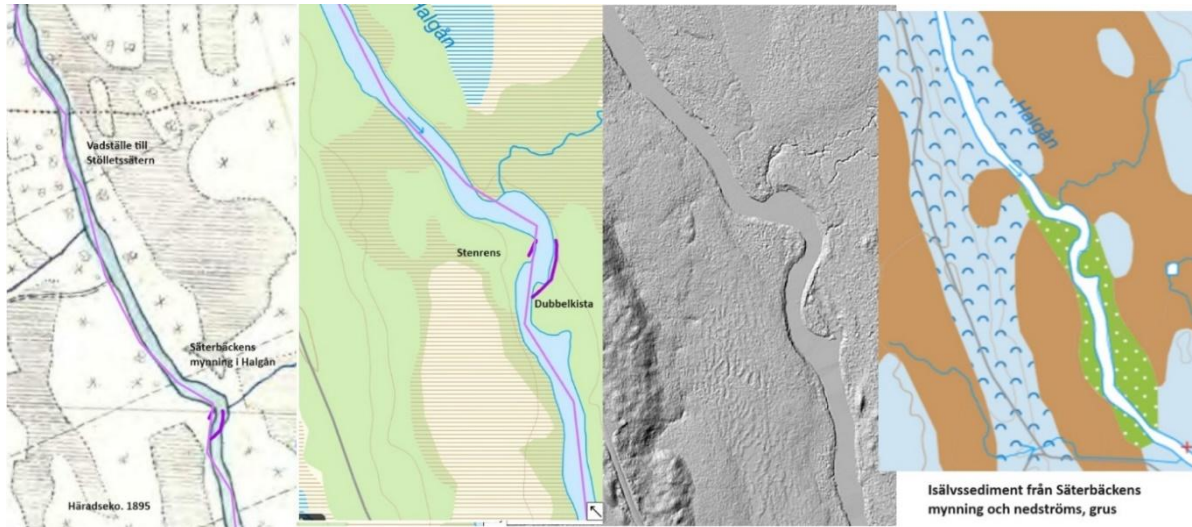 Vadställe till
Stölletssätern
Säterbäckens
mynning i Halgån
Häradseko. 1895
Halgån
Stenrens
Dubbelkista
Halgån
Isälvssediment från Säterbäckens
mynning och nedströms, grus